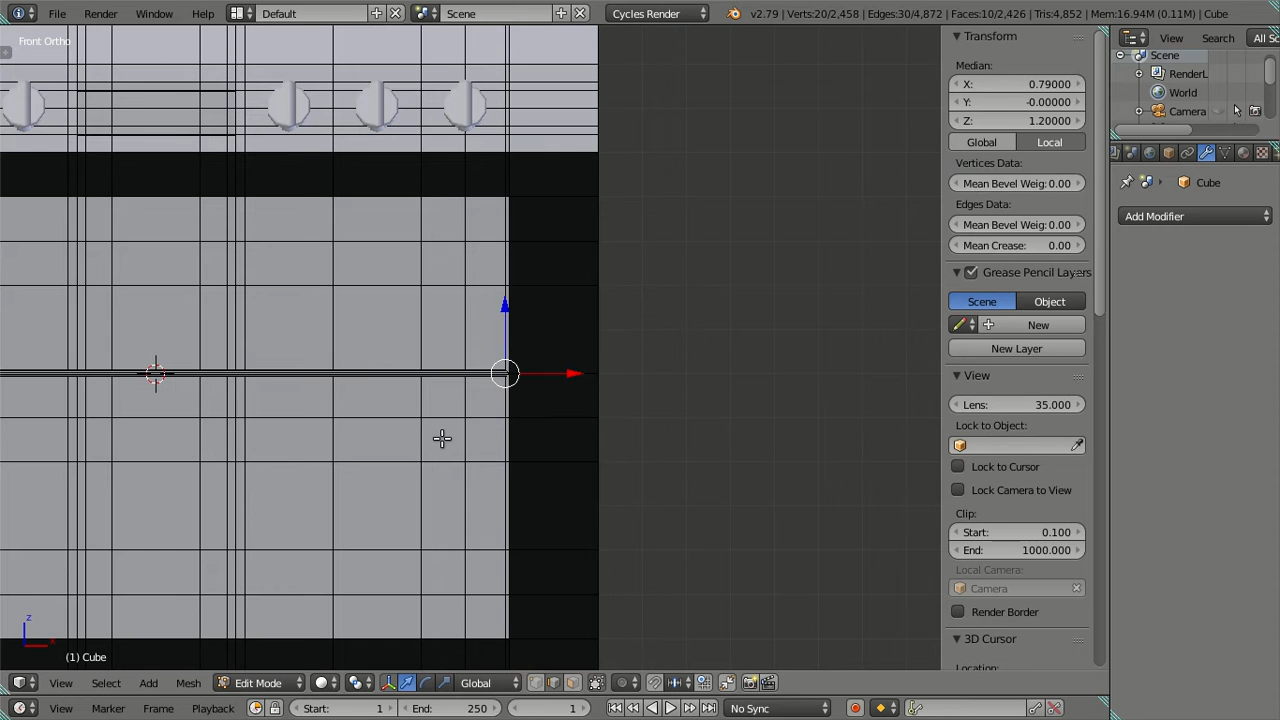 File Render Window Help Default Scene Cycles Render v2.79 | Verts:20/2,458 | Edges:30/4,872 | Faces:10/2,426 | Tris:4,852 | Mem:16.94M (0.11M) | Cube
Front Ortho
Transform
Median:
X: 0.79000
Y: -0.00000
Z: 1.20000
Global Local
Vertices Data:
Mean Bevel Weig: 0.00
Edges Data:
Mean Bevel Weig: 0.00
Mean Crease: 0.00
Grease Pencil Layers
Scene Object
New
New Layer
View
Lens: 35.000
Lock to Object:
Lock to Cursor
Lock Camera to View
Clip:
Start: 0.100
End: 1000.000
Local Camera:
Camera
Render Border
3D Cursor
Location:
View Search All Sc
Scene
RenderL
World
Camera
Cube
Add Modifier
z
x
(1) Cube
View Select Add Mesh Edit Mode Global
View Marker Frame Playback Start: 1 End: 250 1 No Sync